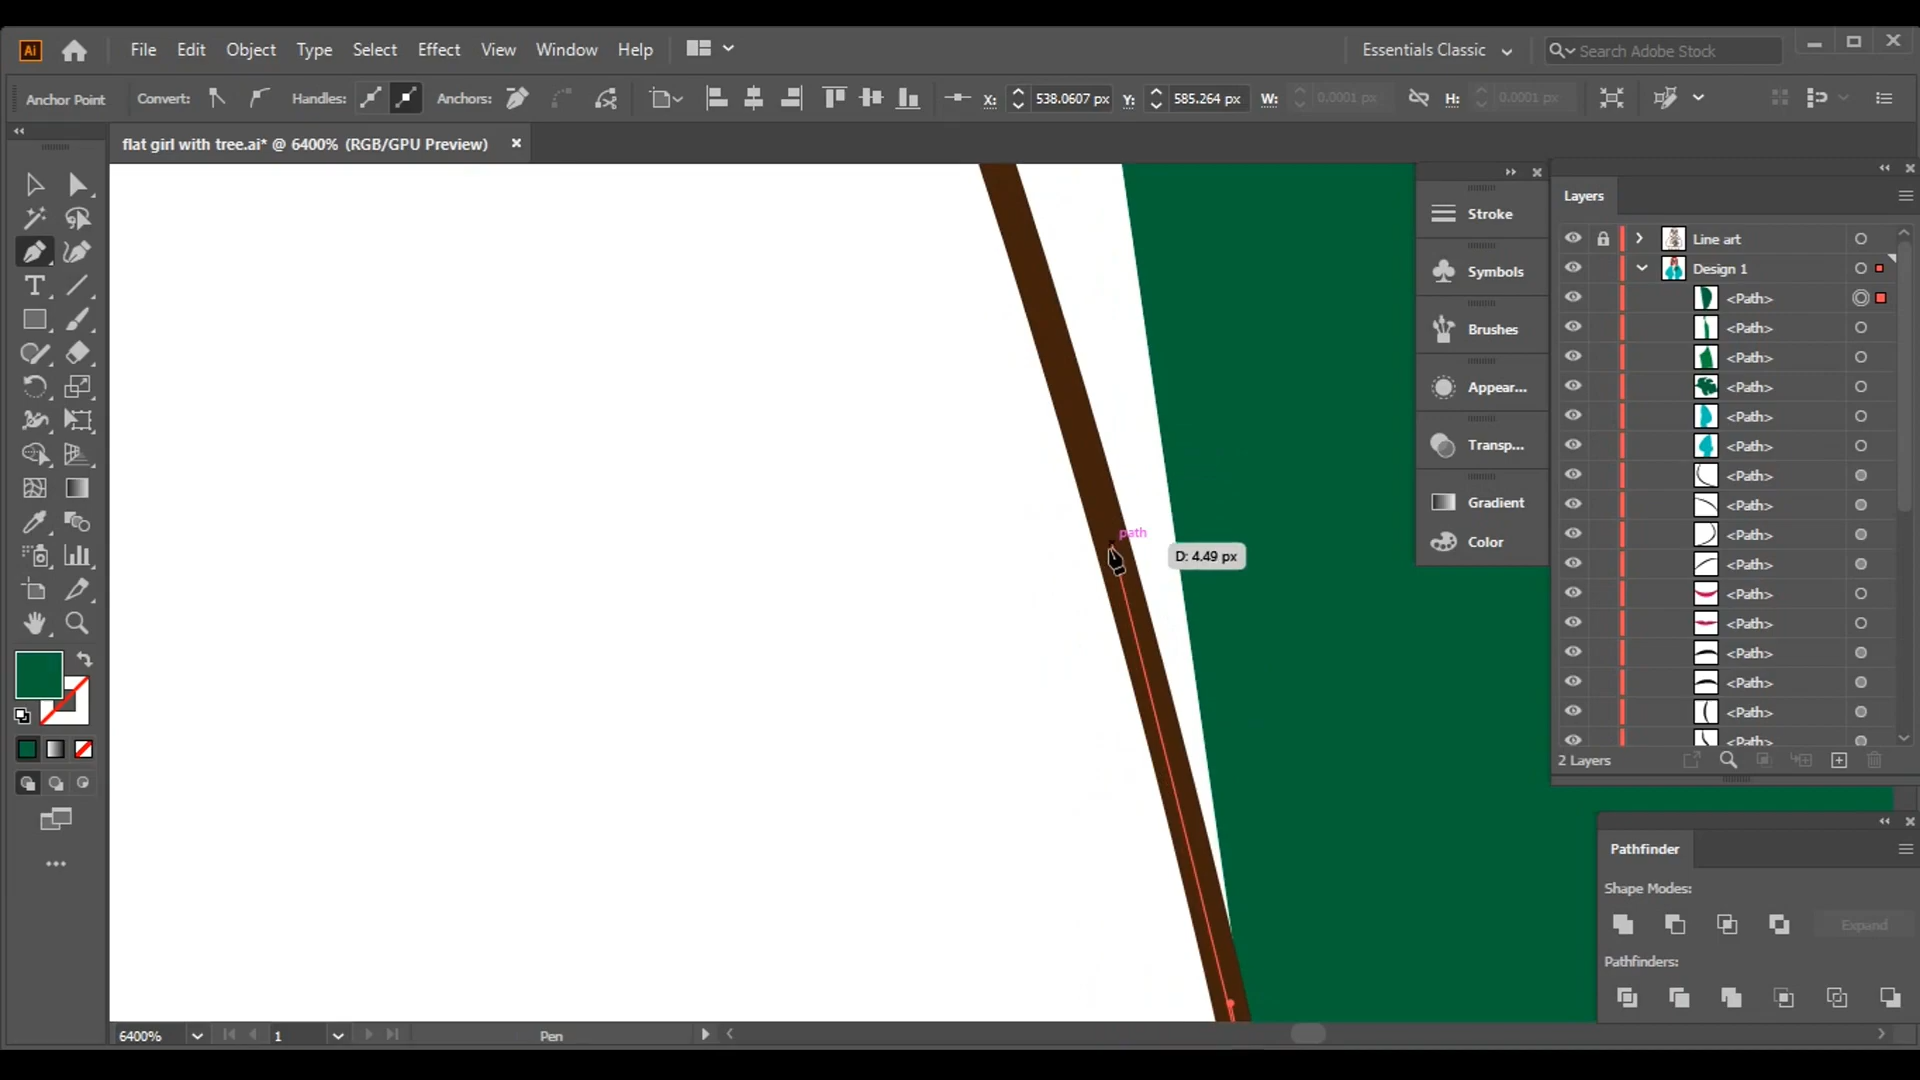 Ai File Edit Object Type Select Effect View Window Help Essentials Classic Search Adobe Stock
Anchor Point Convert: Handles: Anchors: X: 538.0607 px Y: 585.264 px W: 0.0001 px H: 0.0001 px
flat girl with tree.ai* @ 6400% (RGB/GPU Preview)
Layers
Stroke
Line art
Design 1
Symbols
<Path>
<Path>
Brushes
<Path>
<Path>
Appear...
<Path>
<Path>
Transp...
<Path>
<Path>
Gradient
<Path>
path
Color
D: 4.49 px
<Path>
<Path>
<Path>
<Path>
<Path>
<Path>
<Path>
2 Layers
Pathfinder
Shape Modes:
Expand
Pathfinders:
6400% 1 Pen